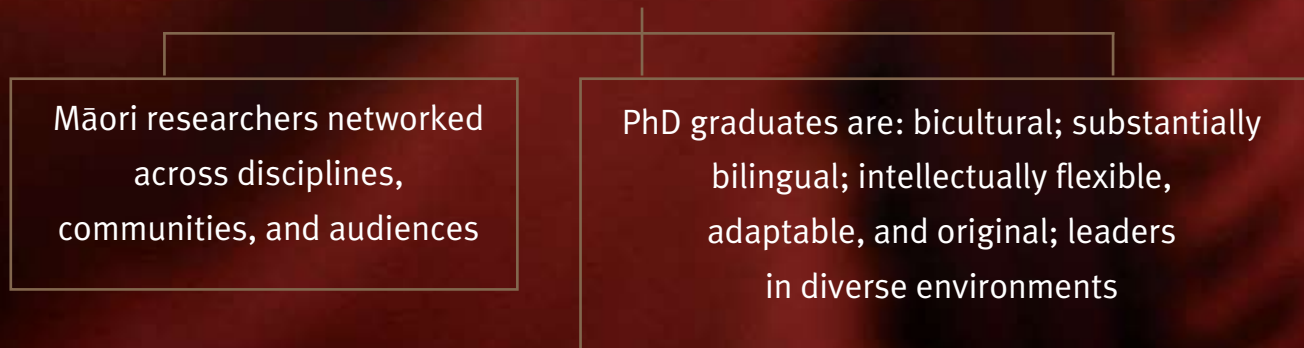 Māori researchers networked
across disciplines,
communities, and audiences
PhD graduates are: bicultural; substantially
bilingual; intellectually flexible,
adaptable, and original; leaders
in diverse environments